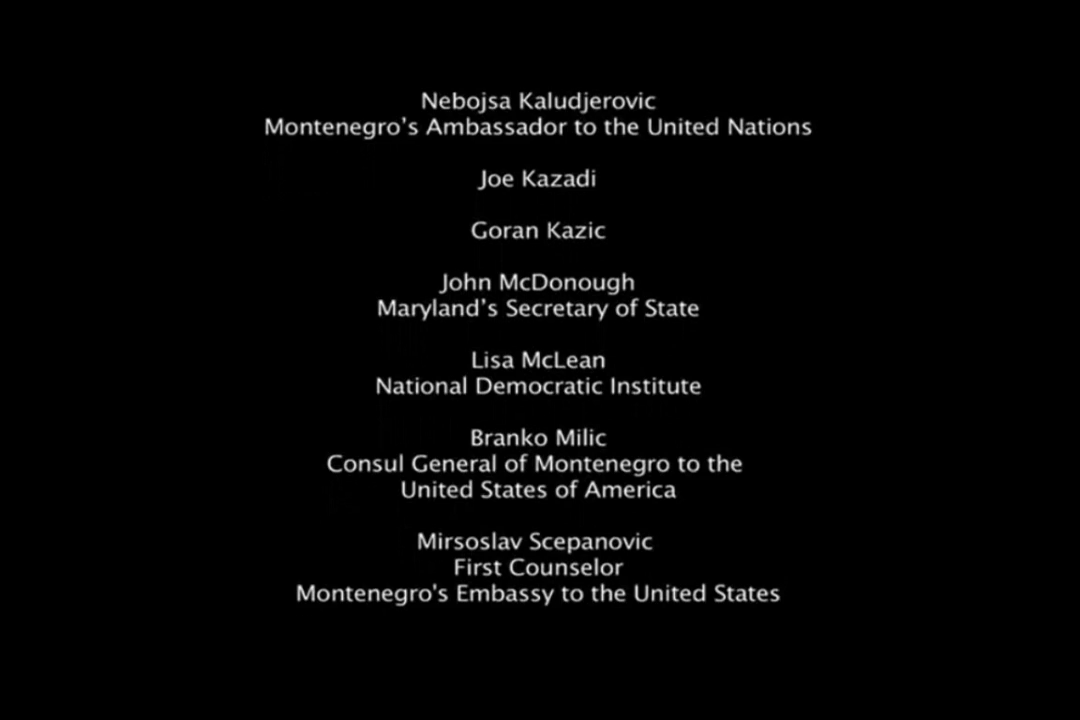 Nebojsa Kaludjerovic
Montenegro's Ambassador to the United Nations
Joe Kazadi
Goran Kazic
John McDonough
Maryland's Secretary of State
Lisa McLean
National Democratic Institute
Branko Milic
Consul General of Montenegro to the
United States of America
Mirsoslav Scepanovic
First Counselor
Montenegro's Embassy to the United States